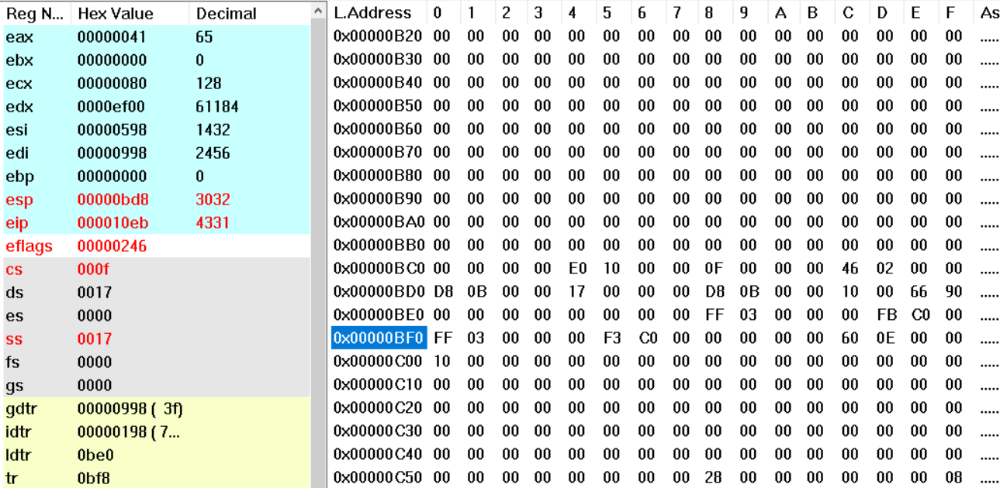 Reg N... Hex Value Decimal L.Address 0 1 2 3 4 5 6 7 8 9 A B C D E F As
eax 00000041 65 0x00000B20 00 00 00 00 00 00 00 00 00 00 00 00 00 00 00 00 .....
ebx 00000000 0 0x00000B30 00 00 00 00 00 00 00 00 00 00 00 00 00 00 00 00 .....
ecx 00000080 128 0x00000B40 00 00 00 00 00 00 00 00 00 00 00 00 00 00 00 00 .....
edx 0000ef00 61184 0x00000B50 00 00 00 00 00 00 00 00 00 00 00 00 00 00 00 00 .....
esi 00000598 1432 0x00000B60 00 00 00 00 00 00 00 00 00 00 00 00 00 00 00 00 .....
edi 00000998 2456 0x00000B70 00 00 00 00 00 00 00 00 00 00 00 00 00 00 00 00 .....
ebp 00000000 0 0x00000B80 00 00 00 00 00 00 00 00 00 00 00 00 00 00 00 00 .....
esp 00000bd8 3032 0x00000B90 00 00 00 00 00 00 00 00 00 00 00 00 00 00 00 00 .....
eip 000010eb 4331 0x00000BA0 00 00 00 00 00 00 00 00 00 00 00 00 00 00 00 00 .....
eflags 00000246 0x00000BB0 00 00 00 00 00 00 00 00 00 00 00 00 00 00 00 00 .....
cs 000f 0x00000BC0 00 00 00 00 E0 10 00 00 0F 00 00 00 46 02 00 00 .....
ds 0017 0x00000BD0 D8 0B 00 00 17 00 00 00 D8 0B 00 00 10 00 66 90 .....
es 0000 0x00000BE0 00 00 00 00 00 00 00 00 FF 03 00 00 00 FB C0 00 .....
ss 0017 0x00000BF0 FF 03 00 00 00 F3 C0 00 00 00 00 00 60 0E 00 00 .....
fs 0000 0x00000C00 10 00 00 00 00 00 00 00 00 00 00 00 00 00 00 00 .....
gs 0000 0x00000C10 00 00 00 00 00 00 00 00 00 00 00 00 00 00 00 00 .....
gdtr 00000998 ( 3f) 0x00000C20 00 00 00 00 00 00 00 00 00 00 00 00 00 00 00 00 .....
idtr 00000198 ( 7... 0x00000C30 00 00 00 00 00 00 00 00 00 00 00 00 00 00 00 00 .....
ldtr 0be0 0x00000C40 00 00 00 00 00 00 00 00 00 00 00 00 00 00 00 00 .....
tr 0bf8 0x00000C50 00 00 00 00 00 00 00 00 28 00 00 00 00 00 00 08 .....